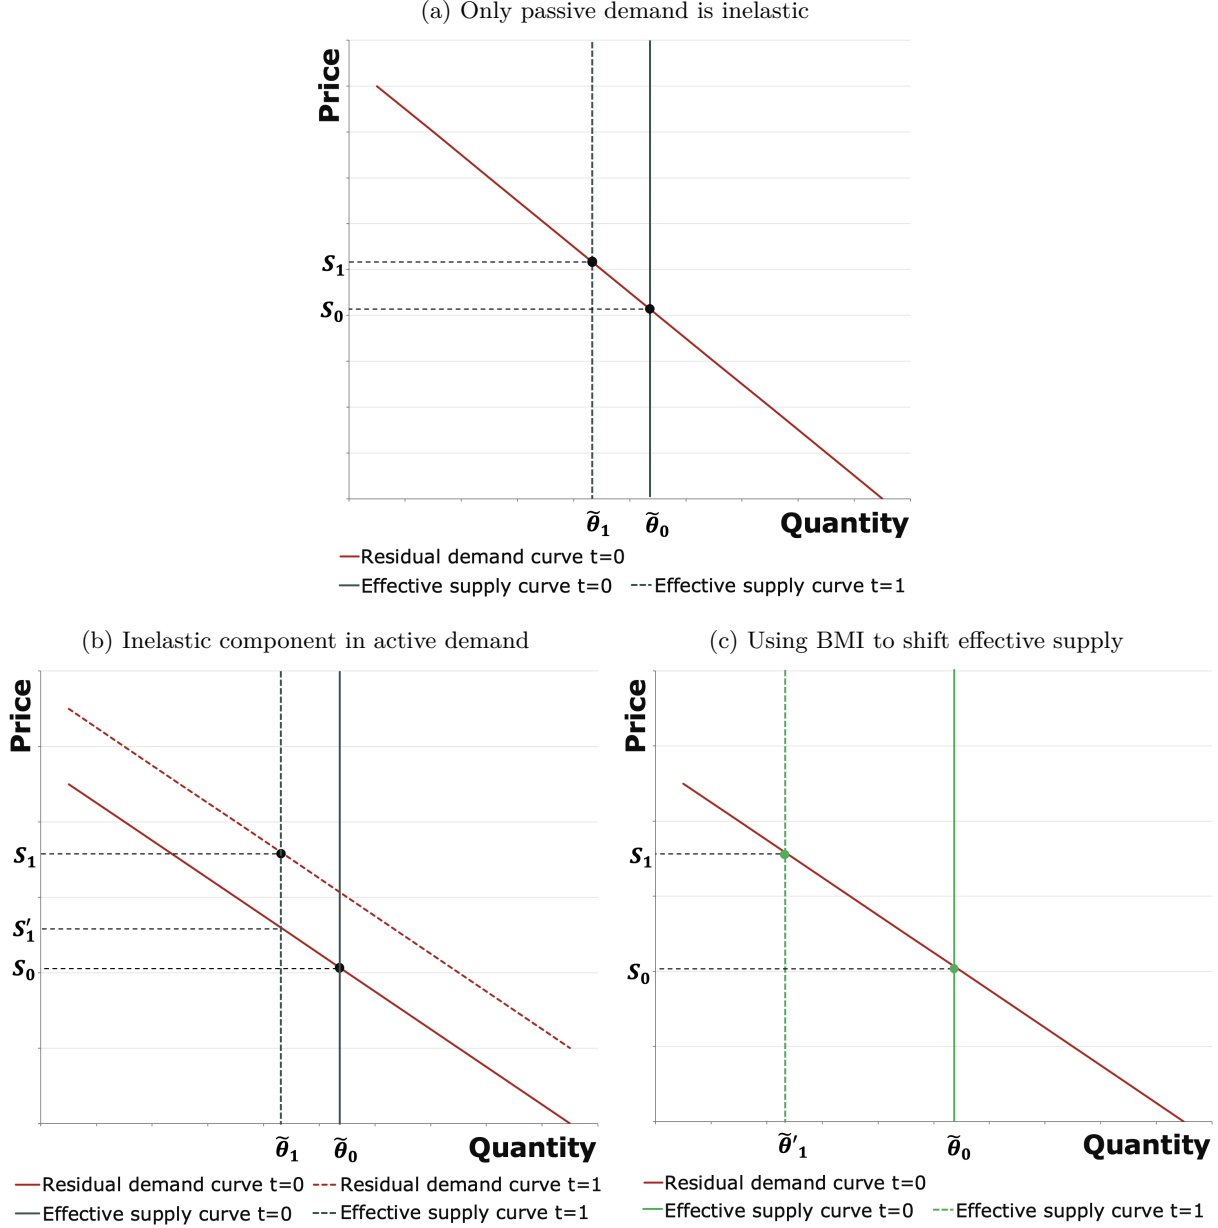 (a) Only passive demand is inelastic
Price
S₁
S₀
θ̃₁ θ̃₀ Quantity
Residual demand curve t=0
Effective supply curve t=0 Effective supply curve t=1
(b) Inelastic component in active demand
Price
S₁
S′₁
S₀
θ̃₁ θ̃₀ Quantity
Residual demand curve t=0 Residual demand curve t=1
Effective supply curve t=0 Effective supply curve t=1
(c) Using BMI to shift effective supply
Price
S₁
S₀
θ̃′₁ θ̃₀ Quantity
Residual demand curve t=0
Effective supply curve t=0 Effective supply curve t=1